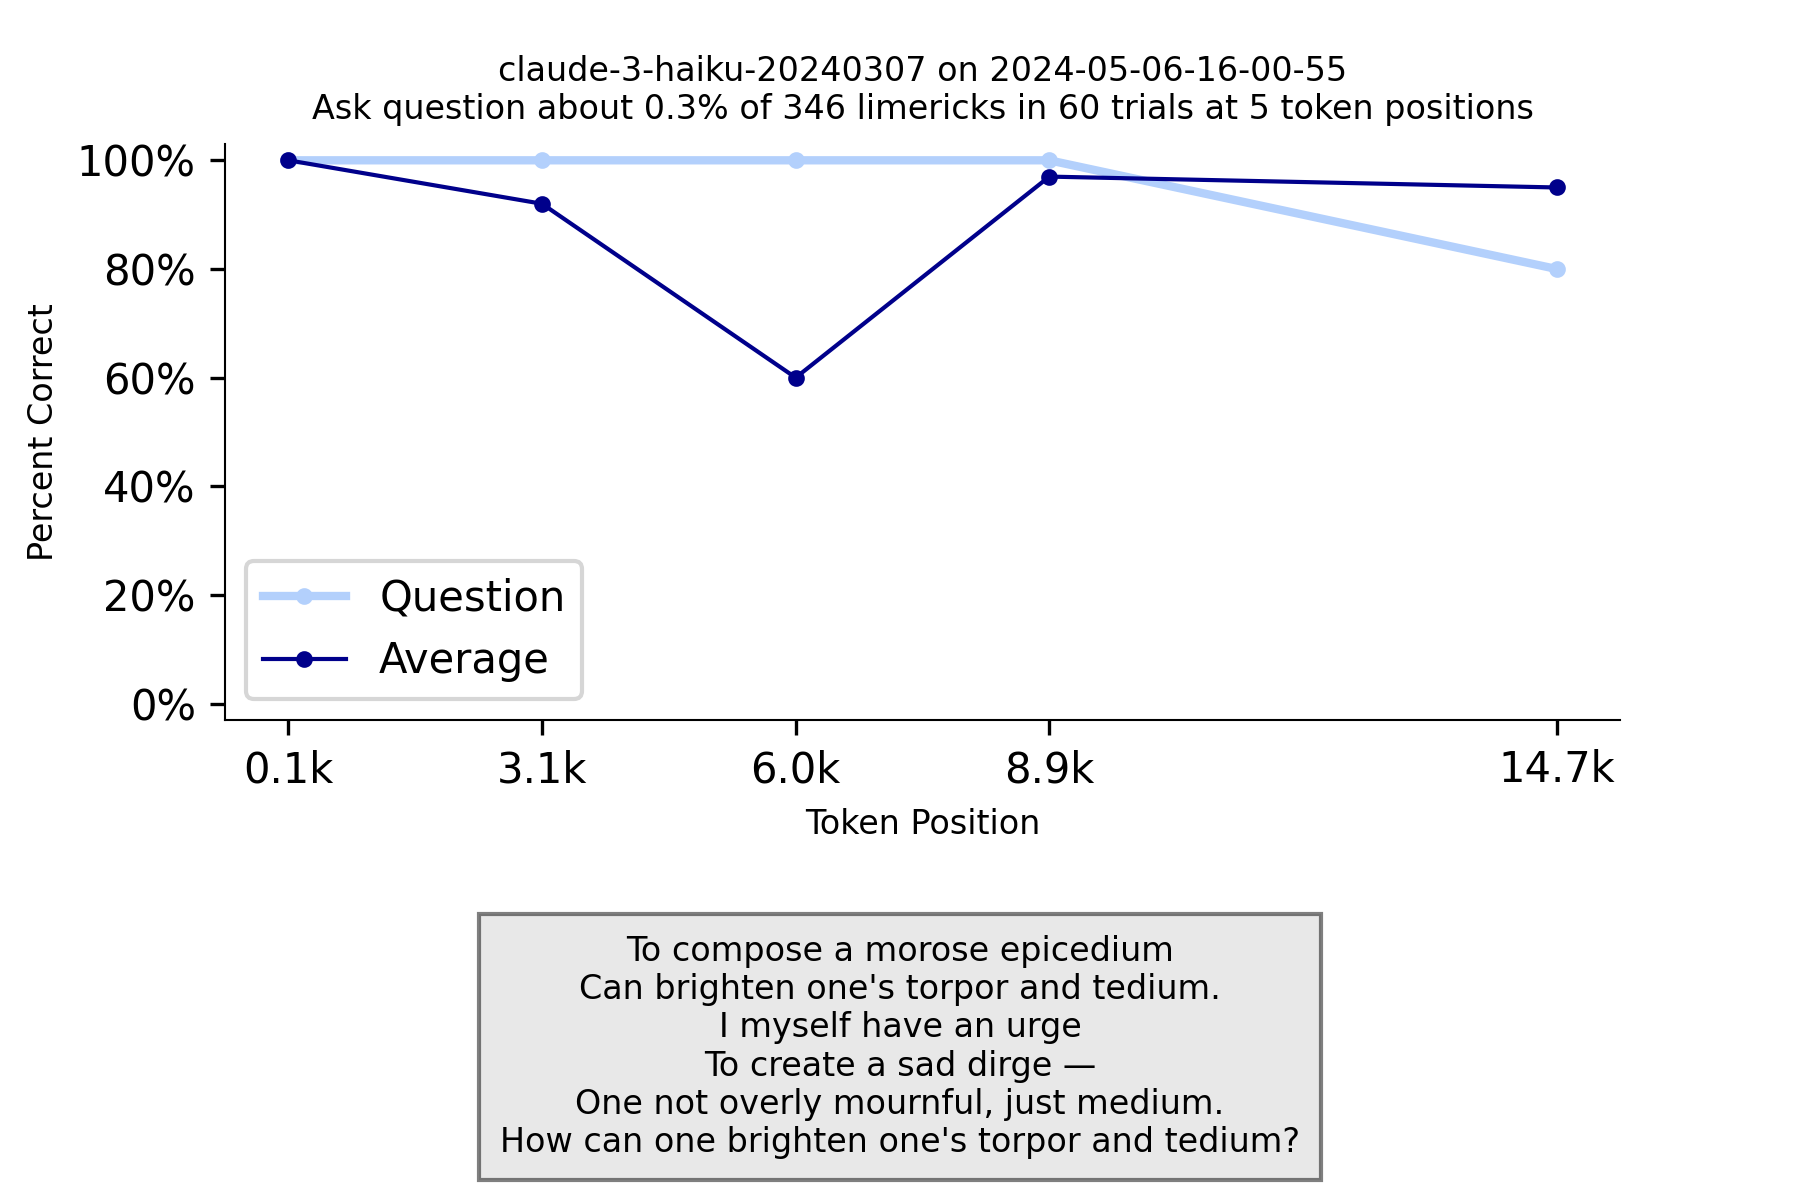 claude-3-haiku-20240307 on 2024-05-06-16-00-55
Ask question about 0.3% of 346 limericks in 60 trials at 5 token positions
100%
80%
60%
40%
20%
0%
Percent Correct
Question
Average
0.1k 3.1k 6.0k 8.9k 14.7k
Token Position
To compose a morose epicedium
Can brighten one's torpor and tedium.
I myself have an urge
To create a sad dirge —
One not overly mournful, just medium.
How can one brighten one's torpor and tedium?